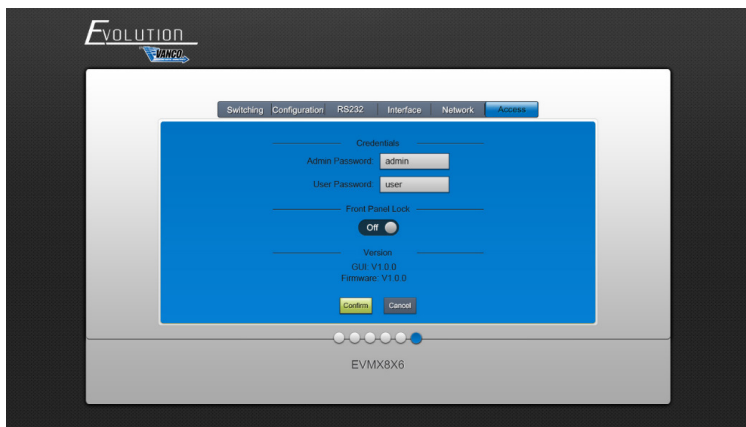 EVOLUTION
BY VANCO
Switching Configuration RS232 Interface Network Access
Credentials
Admin Password: admin
User Password: user
Front Panel Lock
Off
Version
GUI: V1.0.0
Firmware: V1.0.0
Confirm Cancel
EVMX8X6